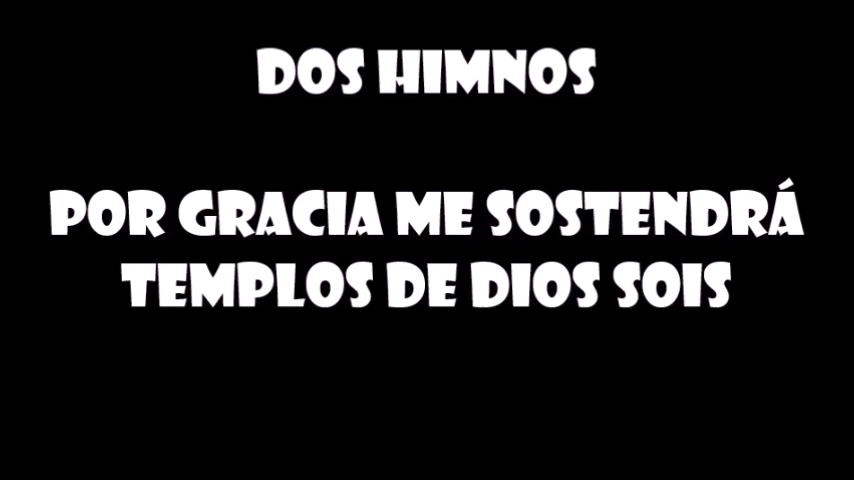 DOS HIMNOS
POR GRACIA ME SOSTENDRÁ
TEMPLOS DE DIOS SOIS